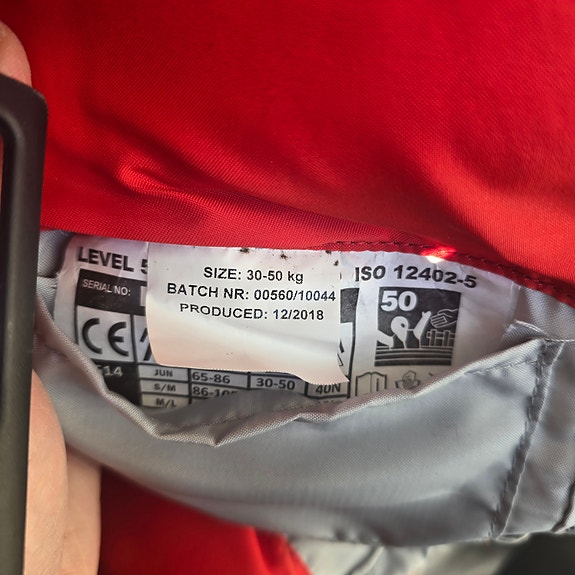 LEVEL 5
ISO 12402-5
SERIAL NO:
SIZE: 30-50 kg
BATCH NR: 00560/10044
PRODUCED: 12/2018
50
CE
14
JUN 65-86 30-50 40N
S/M
M/L